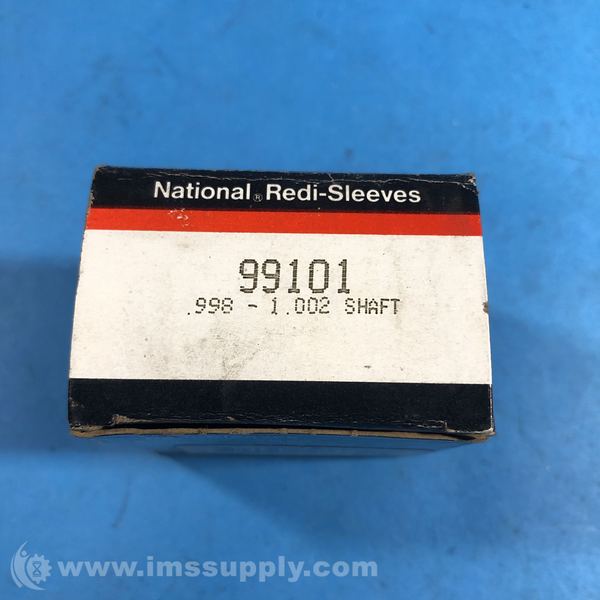 National® Redi-Sleeves
99101
.998 - 1.002 SHAFT
www.imssupply.com